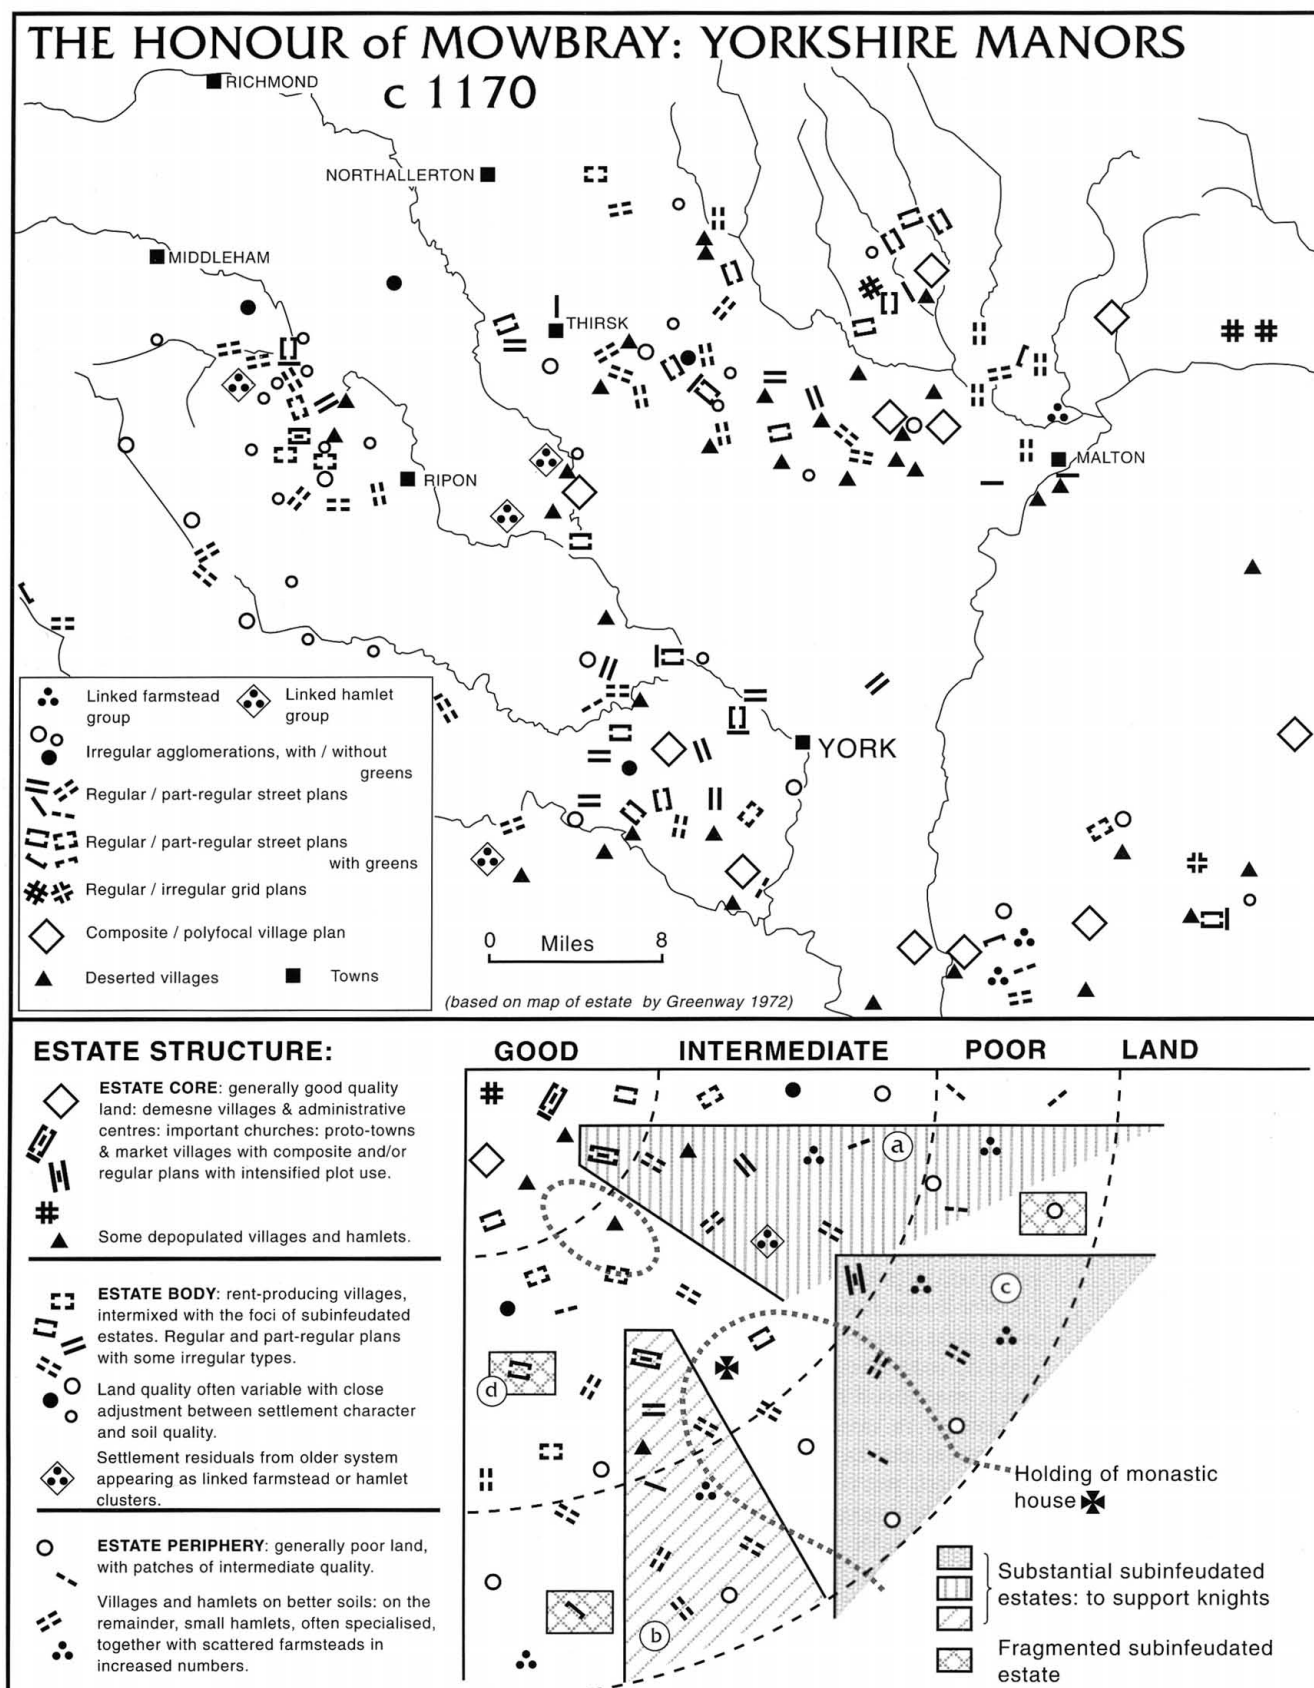 THE HONOUR of MOWBRAY: YORKSHIRE MANORS
c 1170
RICHMOND
NORTHALLERTON
MIDDLEHAM
THIRSK
RIPON
MALTON
YORK
Linked farmstead
group
Linked hamlet
group
Irregular agglomerations, with / without
greens
Regular / part-regular street plans
Regular / part-regular street plans
with greens
Regular / irregular grid plans
Composite / polyfocal village plan
Deserted villages
Towns
0 Miles 8
(based on map of estate by Greenway 1972)
ESTATE STRUCTURE:
ESTATE CORE: generally good quality
land: demesne villages & administrative
centres: important churches: proto-towns
& market villages with composite and/or
regular plans with intensified plot use.
Some depopulated villages and hamlets.
ESTATE BODY: rent-producing villages,
intermixed with the foci of subinfeudated
estates. Regular and part-regular plans
with some irregular types.
Land quality often variable with close
adjustment between settlement character
and soil quality.
Settlement residuals from older system
appearing as linked farmstead or hamlet
clusters.
ESTATE PERIPHERY: generally poor land,
with patches of intermediate quality.
Villages and hamlets on better soils: on the
remainder, small hamlets, often specialised,
together with scattered farmsteads in
increased numbers.
GOOD INTERMEDIATE POOR LAND
a
c
d
b
Holding of monastic
house
Substantial subinfeudated
estates: to support knights
Fragmented subinfeudated
estate